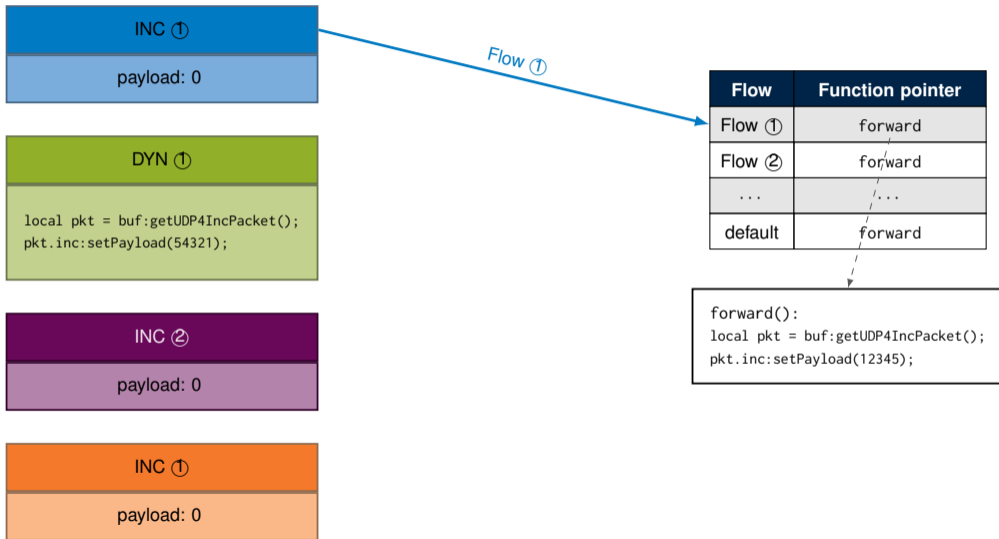 INC ①
payload: 0
DYN ①
local pkt = buf:getUDP4IncPacket();
pkt.inc:setPayload(54321);
INC ②
payload: 0
INC ①
payload: 0
Flow ①
Flow Function pointer
Flow ① forward
Flow ② forward
... ...
default forward
forward():
local pkt = buf:getUDP4IncPacket();
pkt.inc:setPayload(12345);